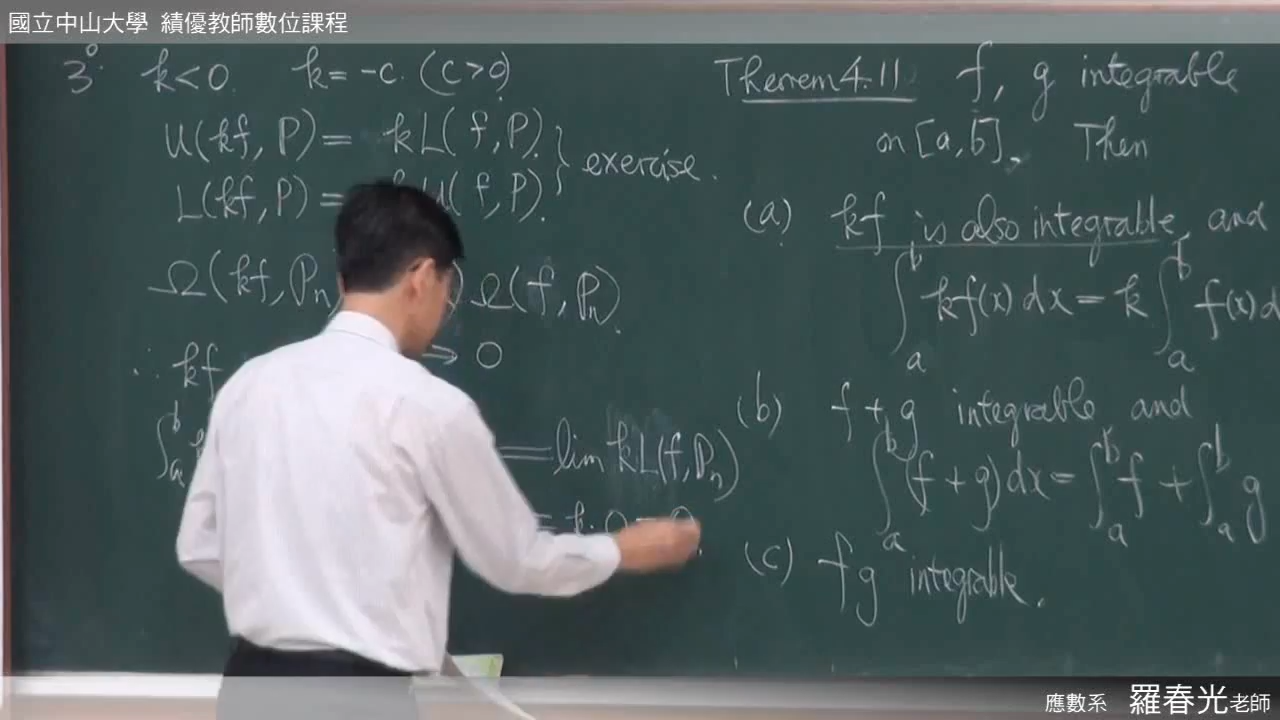 國立中山大學 績優教師數位課程
3° k<0. k= -c. (c>0)
U(kf, P) = kL(f, P).
L(kf, P) = U(f, P). } exercise.
Ω(kf, Pn ) Ω(f, Pn).
∴ kf → 0
∫ₐᵇ k = lim kL(f, Pn)
= k.
Theorem 4.11 f, g integrable
on [a, b]. Then
(a) kf is also integrable, and
∫ₐᵇ kf(x) dx = k ∫ₐᵇ f(x) d
(b) f + g integrable and
∫ₐᵇ (f + g) dx = ∫ₐᵇ f + ∫ₐᵇ g
(c) fg integrable.
應數系 羅春光老師